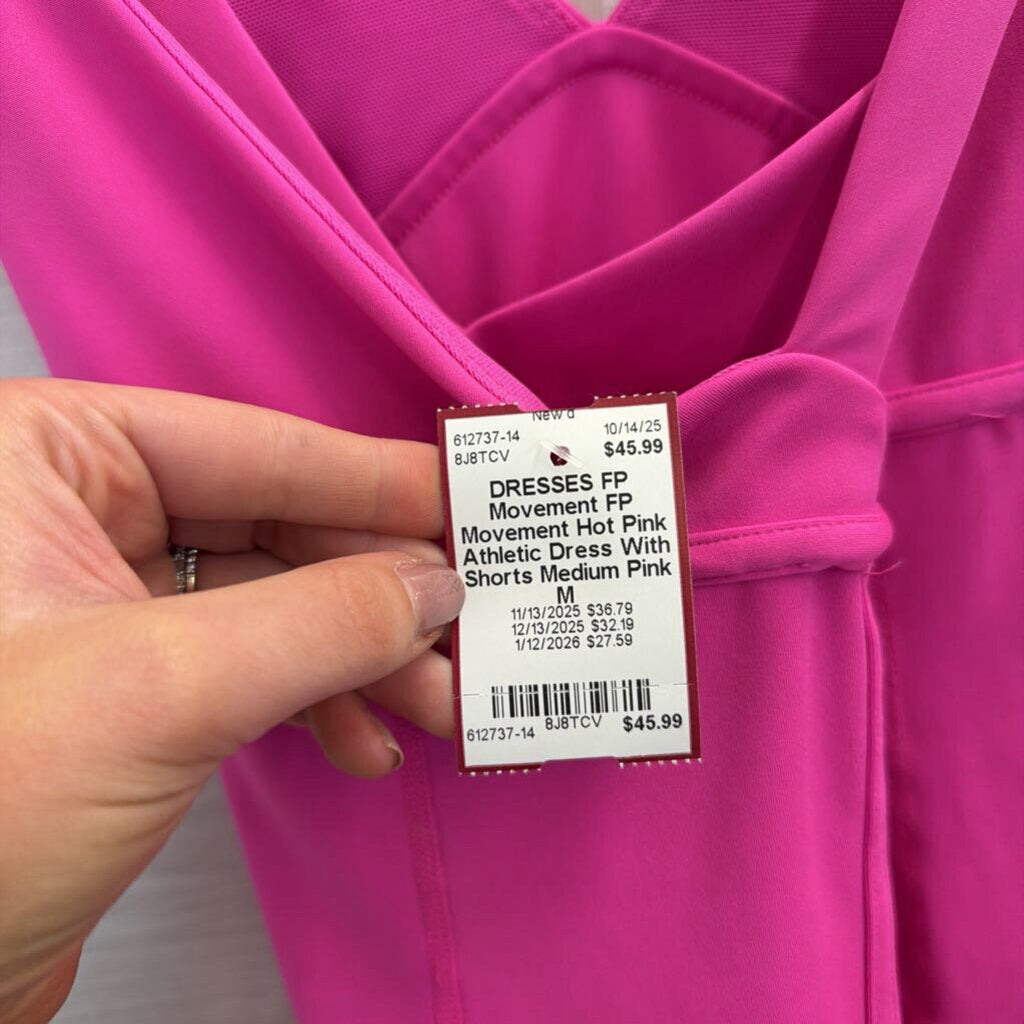 612737-14 10/14/25
8J8TCV $45.99
DRESSES FP
Movement FP
Movement Hot Pink
Athletic Dress With
Shorts Medium Pink
M
11/13/2025 $36.79
12/13/2025 $32.19
1/12/2026 $27.59
612737-14 8J8TCV $45.99